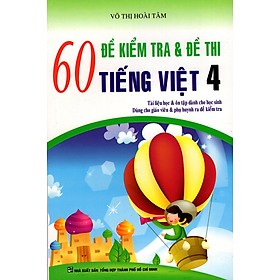 VÕ THỊ HOÀI TÂM
60 ĐỀ KIỂM TRA & ĐỀ THI
TIẾNG VIỆT 4
Tài liệu học & ôn tập dành cho học sinh
Dùng cho giáo viên & phụ huynh ra đề kiểm tra
NHÀ XUẤT BẢN TỔNG HỢP THÀNH PHỐ HỒ CHÍ MINH